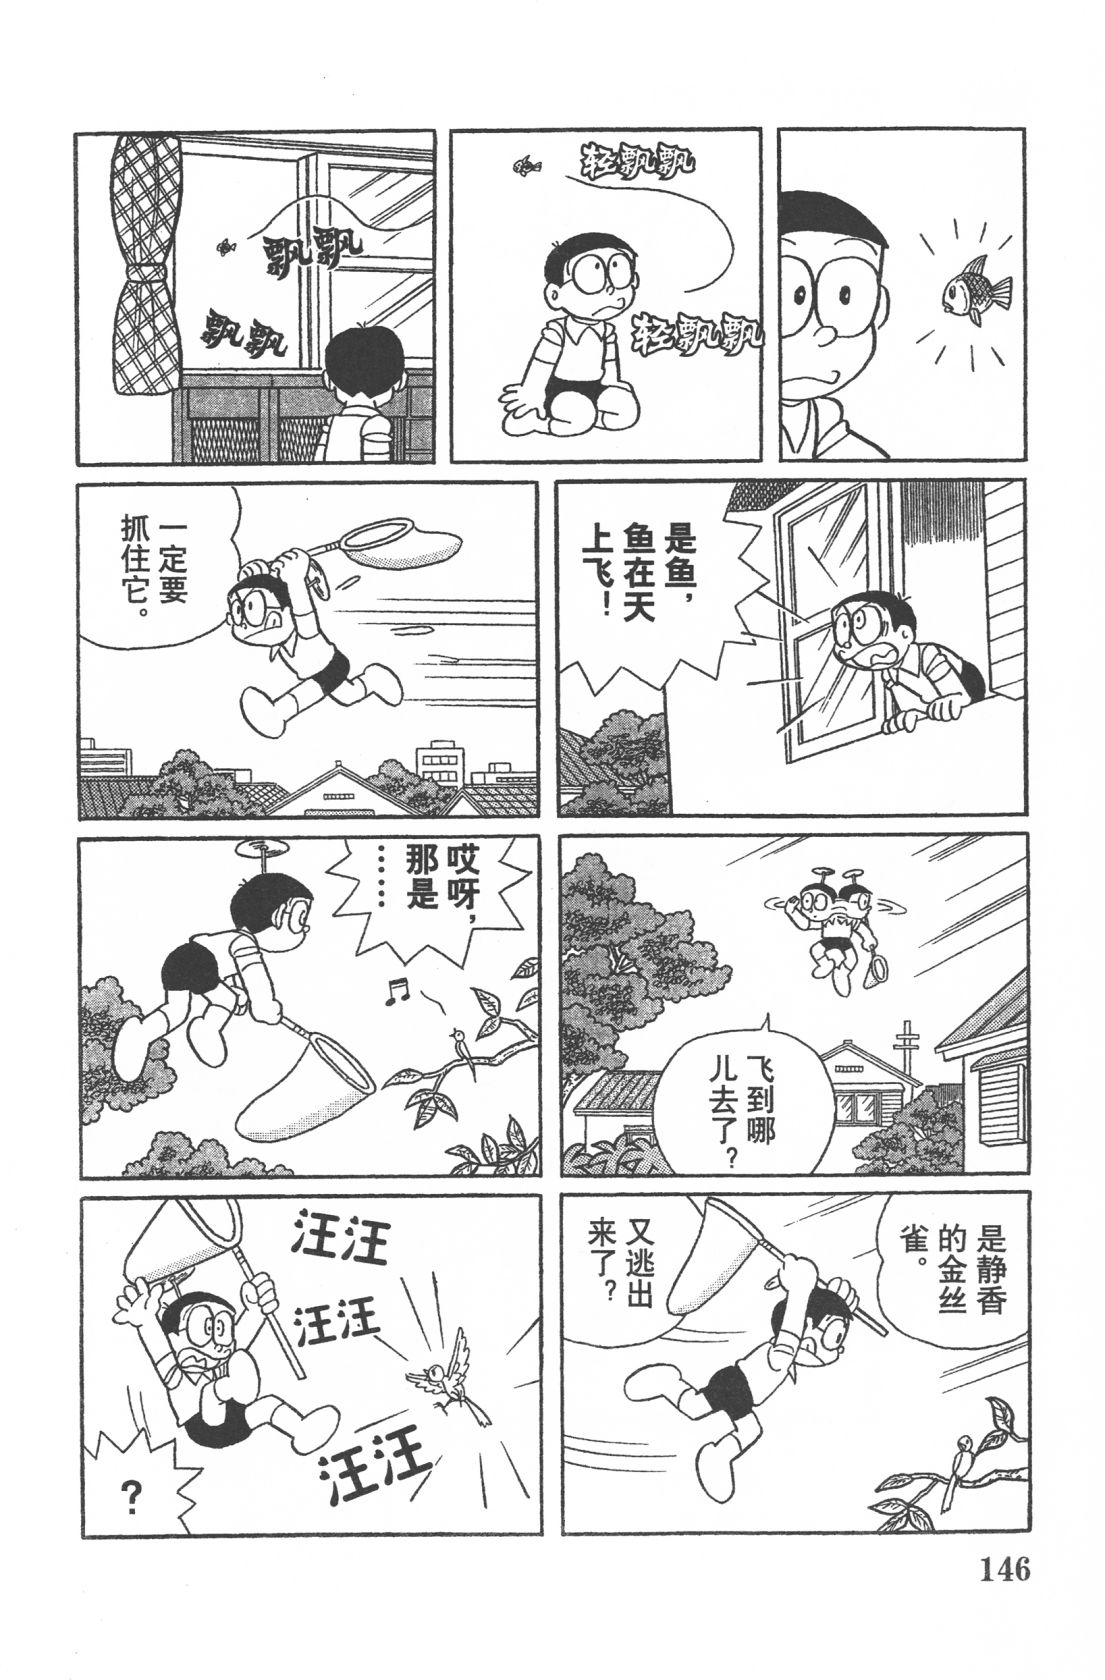 轻飘飘
轻飘飘
飘飘
飘飘
是鱼，
鱼在天
上飞！
一定要
抓住它。
飞到哪
儿去了？
哎呀，
那是
……
是静香
的金丝
雀。
又逃出
来了？
汪汪
汪汪
汪汪
？
146